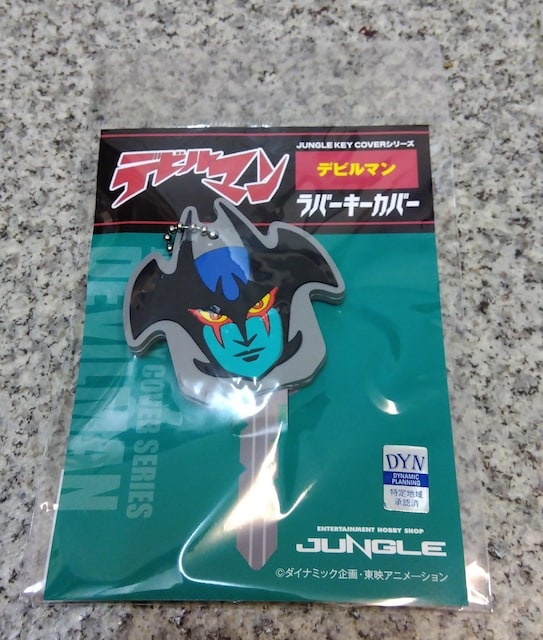 JUNGLE KEY COVERシリーズ
デビルマン
デビルマン
ラバーキーカバー
DEVILMAN
COVER SERIES
DYN
DYNAMIC
PLANNING
特定地域
承認済
ENTERTAINMENT HOBBY SHOP
JUNGLE
©ダイナミック企画・東映アニメーション